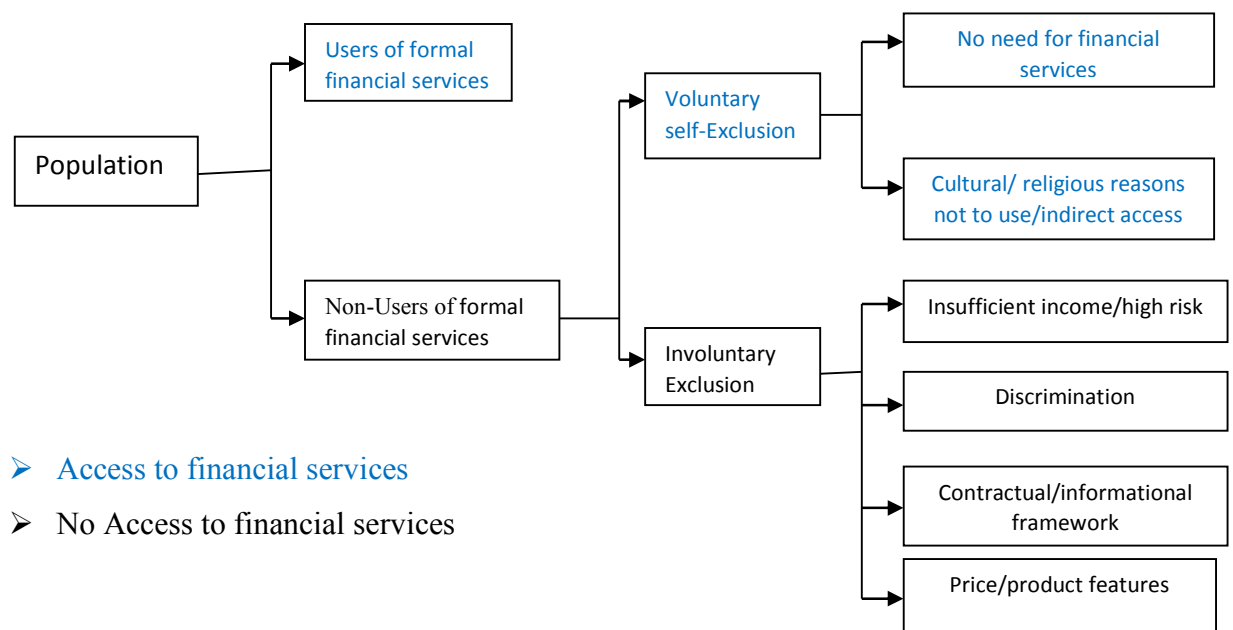 Users of formal
financial services
No need for financial
services
Voluntary
self-Exclusion
Population
Cultural/ religious reasons
not to use/indirect access
Non-Users of formal
financial services
Insufficient income/high risk
Involuntary
Exclusion
Discrimination
➢ Access to financial services
➢ No Access to financial services
Contractual/informational
framework
Price/product features